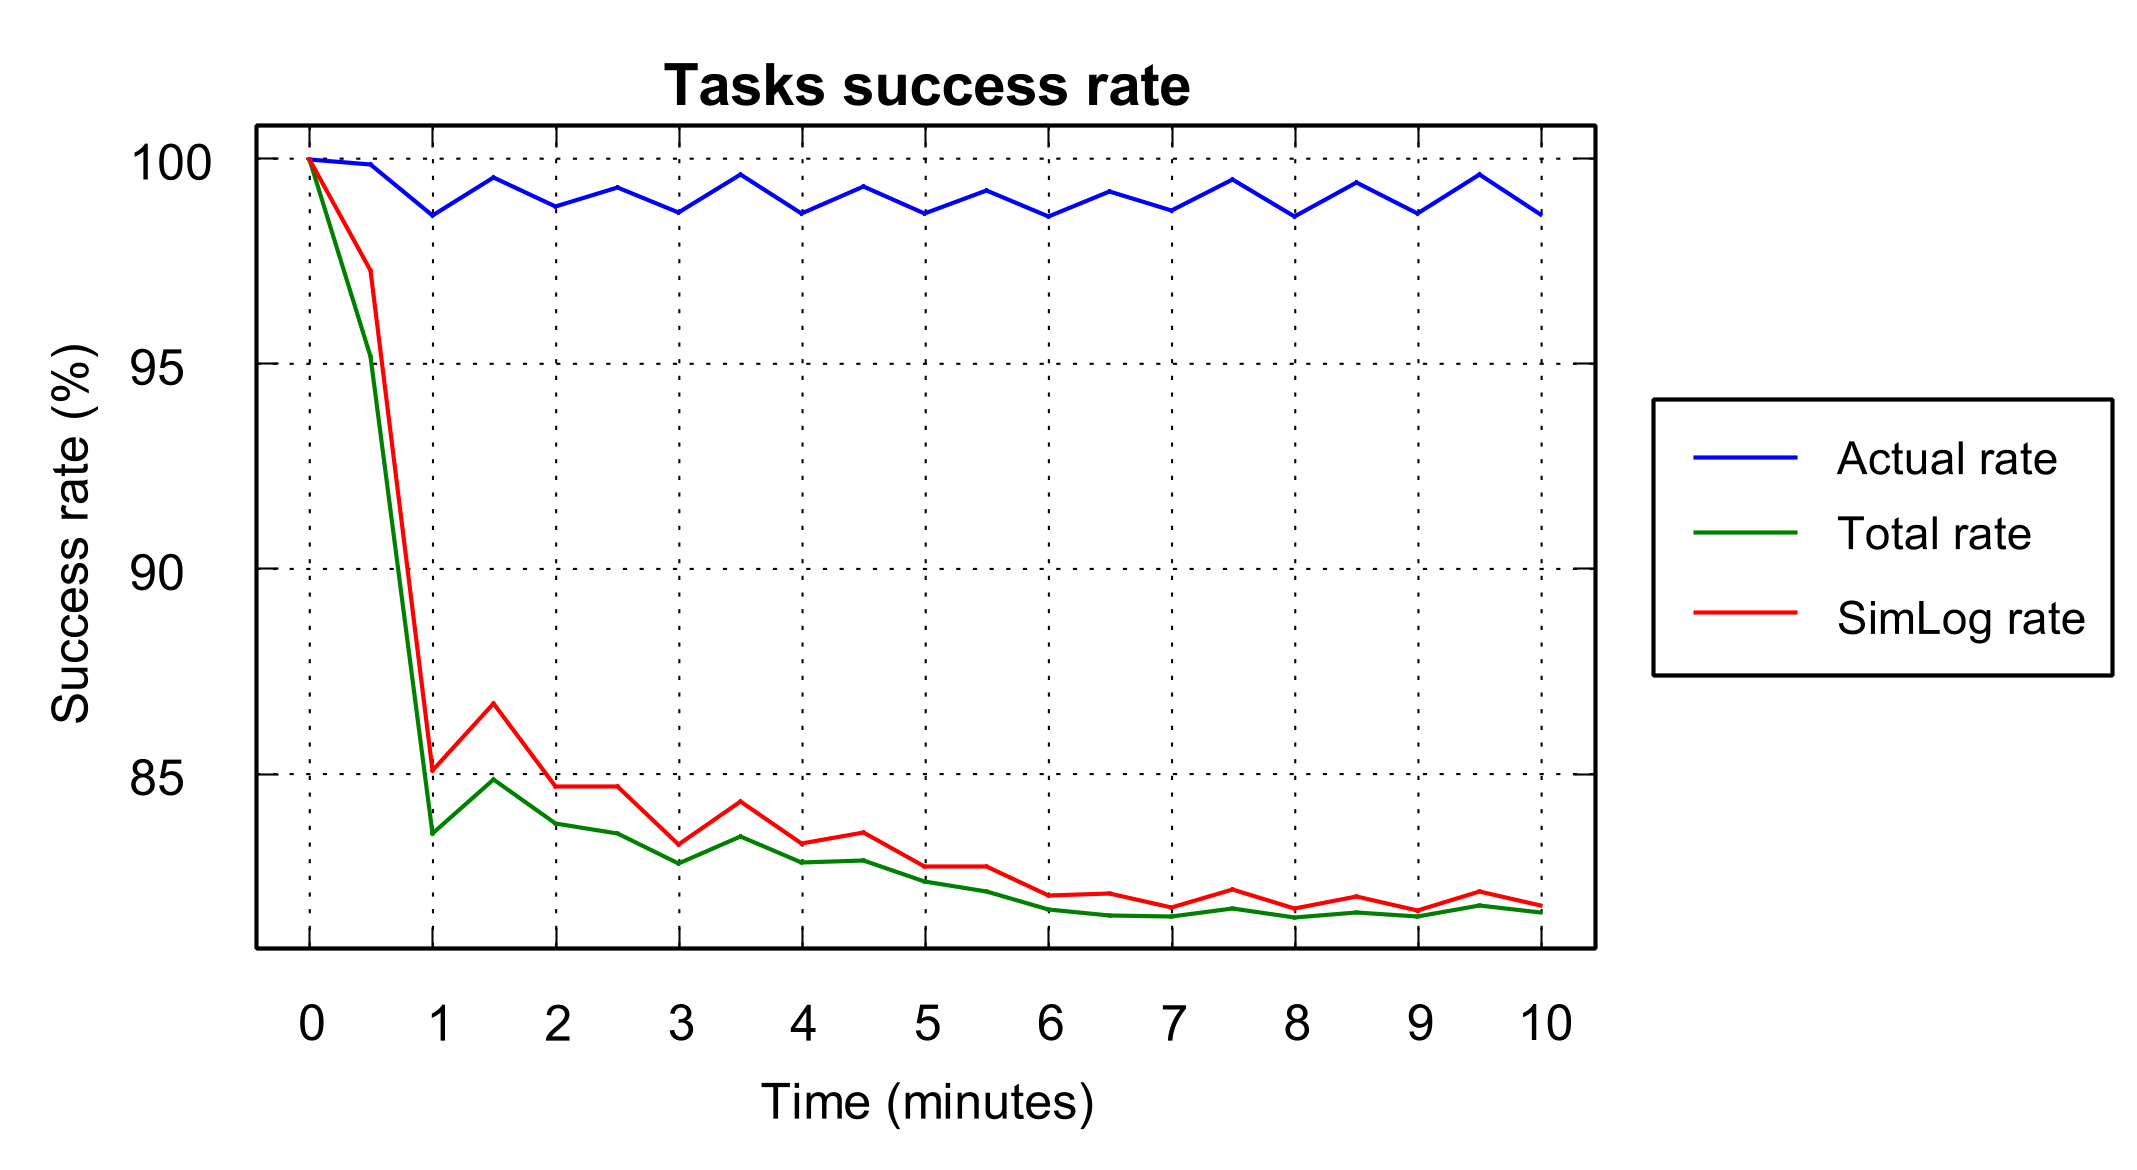 Tasks success rate
100
95
90
85
Success rate (%)
0 1 2 3 4 5 6 7 8 9 10
Time (minutes)
Actual rate
Total rate
SimLog rate